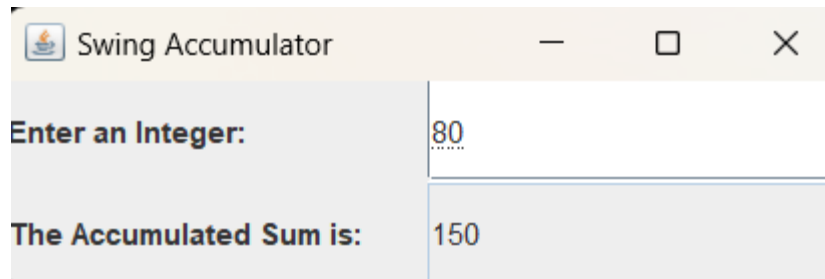 Swing Accumulator
Enter an Integer: 80
The Accumulated Sum is: 150